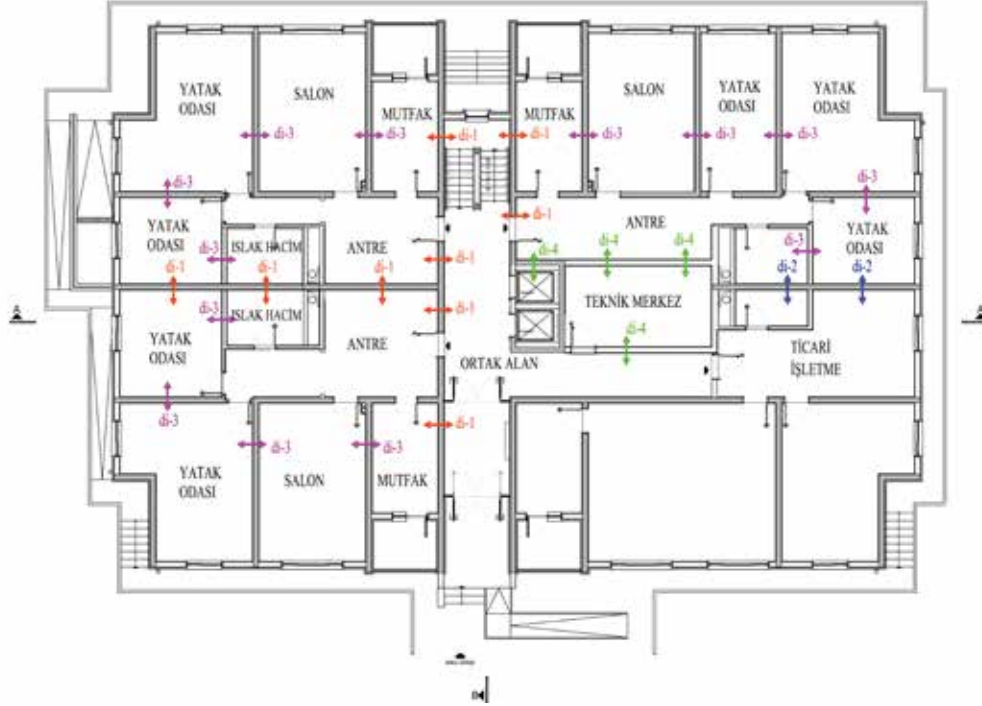 YATAK
ODASI
SALON
MUTFAK
MUTFAK
SALON
YATAK
ODASI
YATAK
ODASI
di-3
di-3
di-1
di-1
di-3
di-3
di-3
di-3
di-3
YATAK
ODASI
ISLAK HACİM
ANTRE
di-1
ANTRE
YATAK
ODASI
di-3
di-1
di-4
di-4
di-3
di-1
di-1
di-1
di-4
di-2
di-2
ISLAK HACİM
di-3
di-1
TEKNİK MERKEZ
YATAK
ODASI
ANTRE
di-4
TİCARİ
İŞLETME
ORTAK ALAN
A
di-3
di-3
di-3
di-1
YATAK
ODASI
SALON
MUTFAK
B